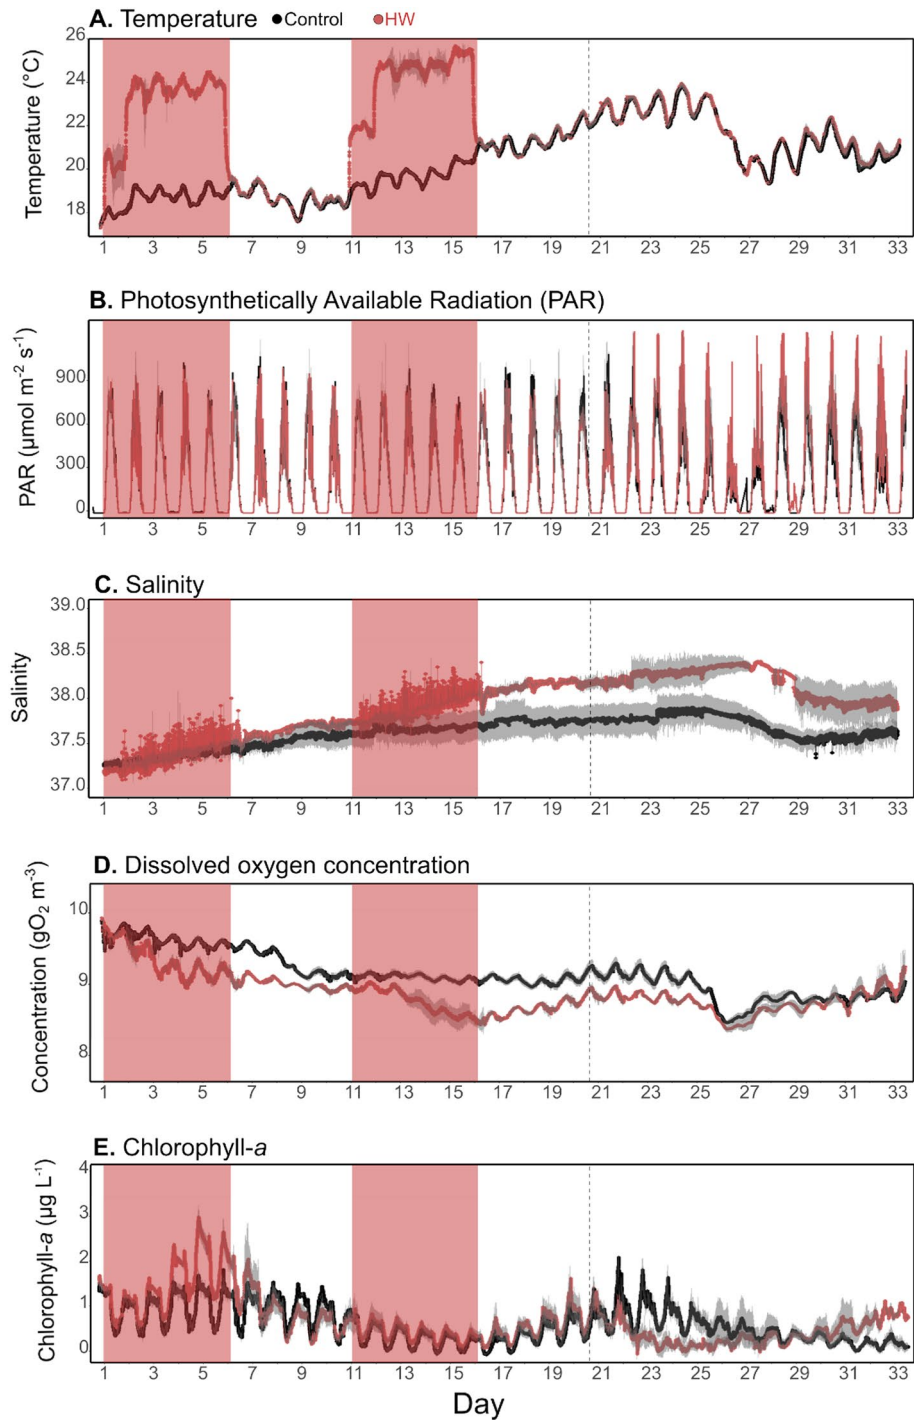 A. Temperature ●Control ●HW
Temperature (°C)
26
24
22
20
18
1 3 5 7 9 11 13 15 17 19 21 23 25 27 29 31 33
B. Photosynthetically Available Radiation (PAR)
PAR (µmol m⁻² s⁻¹)
900
600
300
0
1 3 5 7 9 11 13 15 17 19 21 23 25 27 29 31 33
C. Salinity
Salinity
39.0
38.5
38.0
37.5
37.0
1 3 5 7 9 11 13 15 17 19 21 23 25 27 29 31 33
D. Dissolved oxygen concentration
Concentration (gO₂ m⁻³)
10
9
8
1 3 5 7 9 11 13 15 17 19 21 23 25 27 29 31 33
E. Chlorophyll-a
Chlorophyll-a (µg L⁻¹)
4
3
2
1
0
1 3 5 7 9 11 13 15 17 19 21 23 25 27 29 31 33
Day